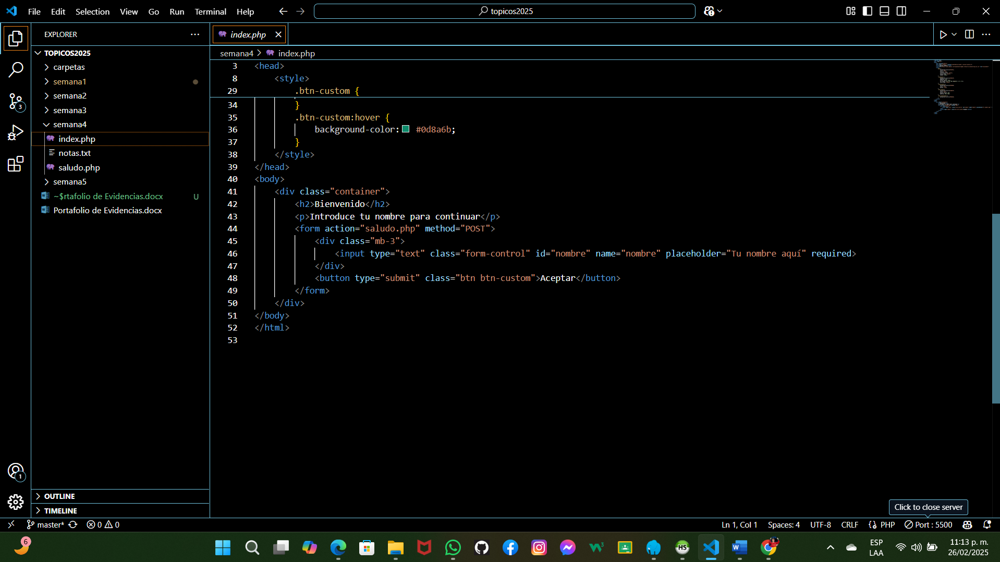 File Edit Selection View Go Run Terminal Help
topicos2025
EXPLORER
TOPICOS2025
carpetas
semana1
semana2
semana3
semana4
index.php
notas.txt
saludo.php
semana5
~$rtafolio de Evidencias.docx U
Portafolio de Evidencias.docx
OUTLINE
TIMELINE
3
1
index.php
semana4 > index.php
3 <head>
8 <style>
29 .btn-custom {
34 }
35 .btn-custom:hover {
36 background-color: #0d8a6b;
37 }
38 </style>
39 </head>
40 <body>
41 <div class="container">
42 <h2>Bienvenido</h2>
43 <p>Introduce tu nombre para continuar</p>
44 <form action="saludo.php" method="POST">
45 <div class="mb-3">
46 <input type="text" class="form-control" id="nombre" name="nombre" placeholder="Tu nombre aquí" required>
47 </div>
48 <button type="submit" class="btn btn-custom">Aceptar</button>
49 </form>
50 </div>
51 </body>
52 </html>
53
Click to close server
master* 0 0 Ln 1, Col 1 Spaces: 4 UTF-8 CRLF {} PHP Port : 5500
6
HS
ESP
LAA
11:13 p. m.
26/02/2025